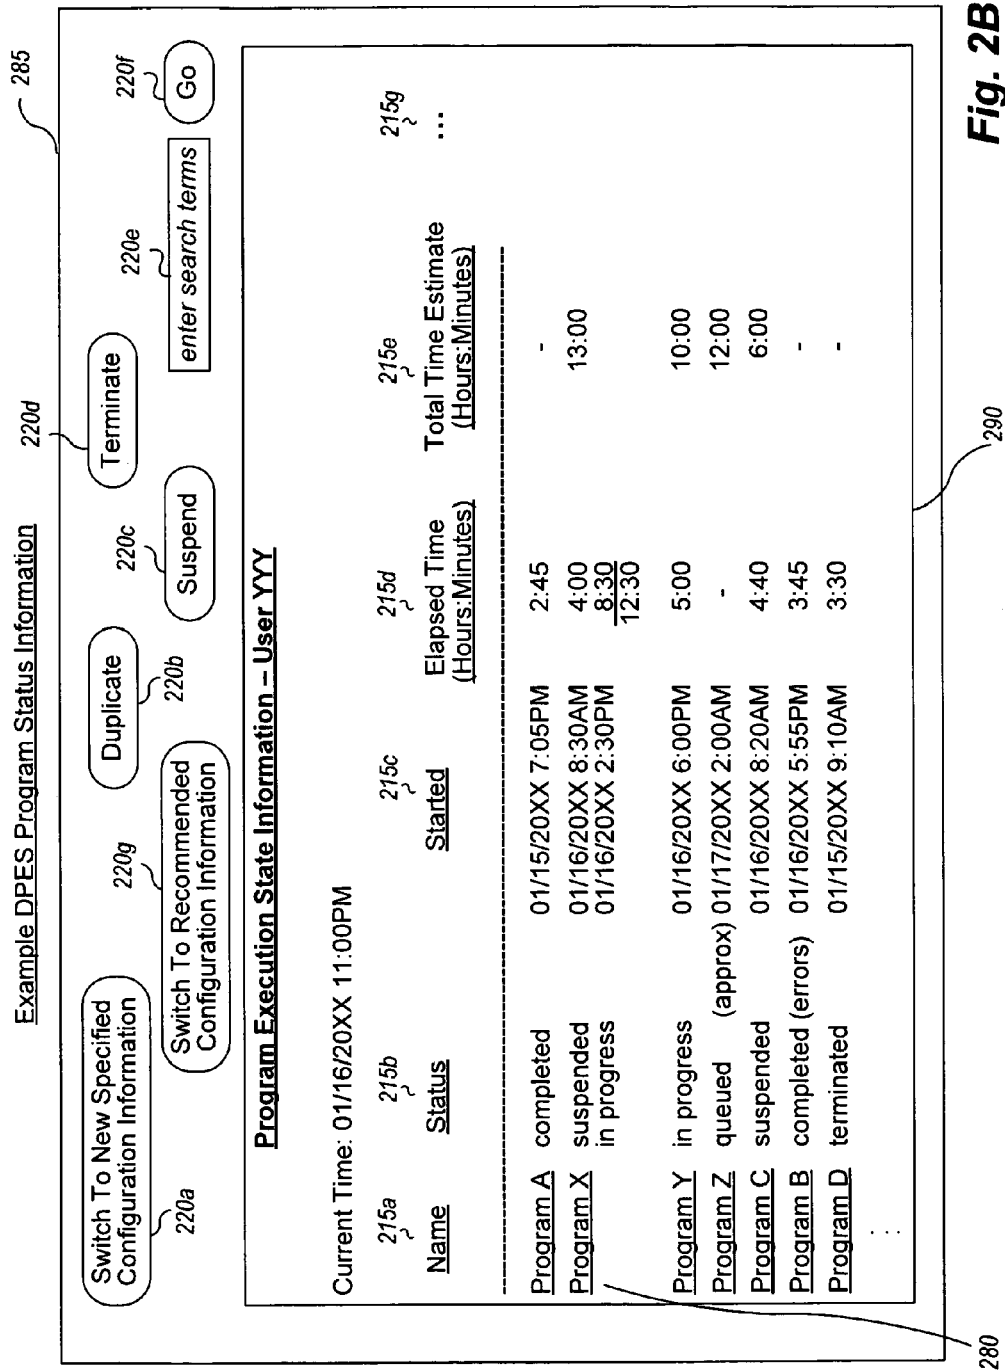 Example DPES Program Status Information
285
220d
220f
220g
220c
220e
Switch To New Specified
Configuration Information
Duplicate
Terminate
220a
Switch To Recommended
Configuration Information
220b
Suspend
enter search terms
Go
Program Execution State Information – User YYY
Current Time: 01/16/20XX 11:00PM
215a 215b 215c 215d 215e 215g
Name Status Started Elapsed Time (Hours:Minutes) Total Time Estimate (Hours:Minutes) ...
Program A completed 01/15/20XX 7:05PM 2:45 -
Program X suspended 01/16/20XX 8:30AM 4:00 13:00
in progress 01/16/20XX 2:30PM 8:30
12:30
Program Y in progress 01/16/20XX 6:00PM 5:00 10:00
Program Z queued (approx) 01/17/20XX 2:00AM - 12:00
Program C suspended 01/16/20XX 8:20AM 4:40 6:00
Program B completed (errors) 01/16/20XX 5:55PM 3:45 -
Program D terminated 01/15/20XX 9:10AM 3:30 -
...
280
290
Fig. 2B